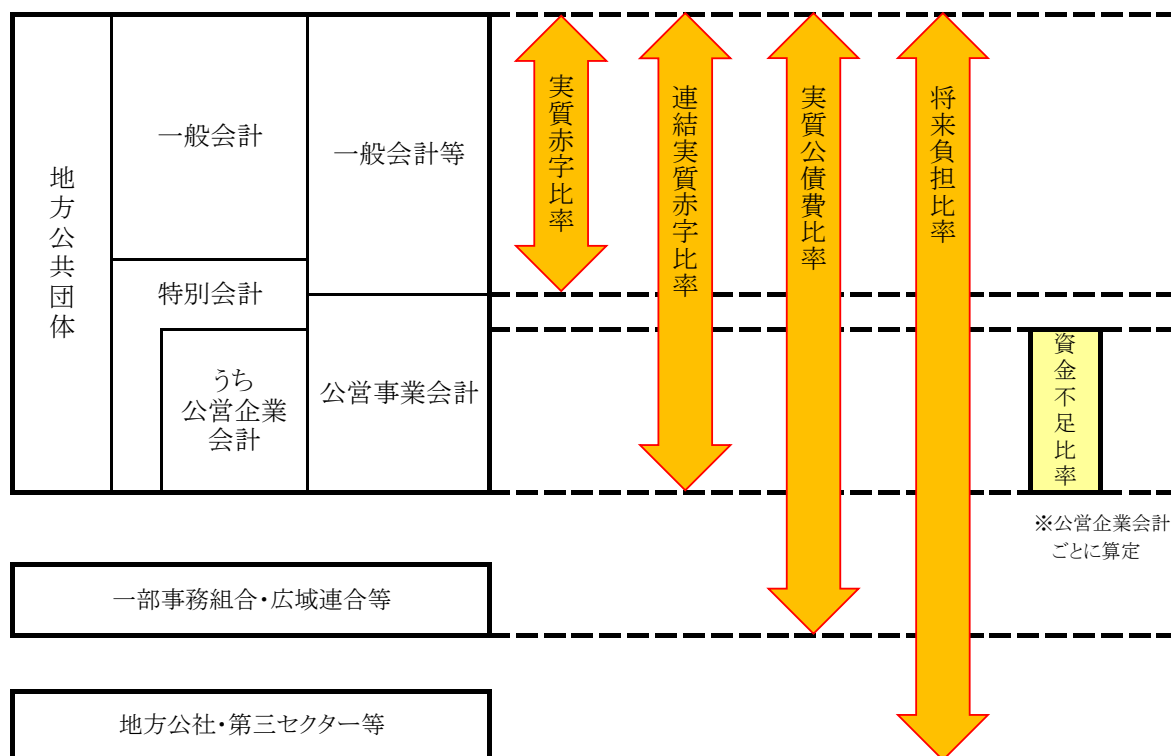 地方公共団体
一般会計
特別会計
うち
公営企業
会計
一般会計等
公営事業会計
実質赤字比率
連結実質赤字比率
実質公債費比率
将来負担比率
資金不足比率
※公営企業会計
ごとに算定
一部事務組合・広域連合等
地方公社・第三セクター等